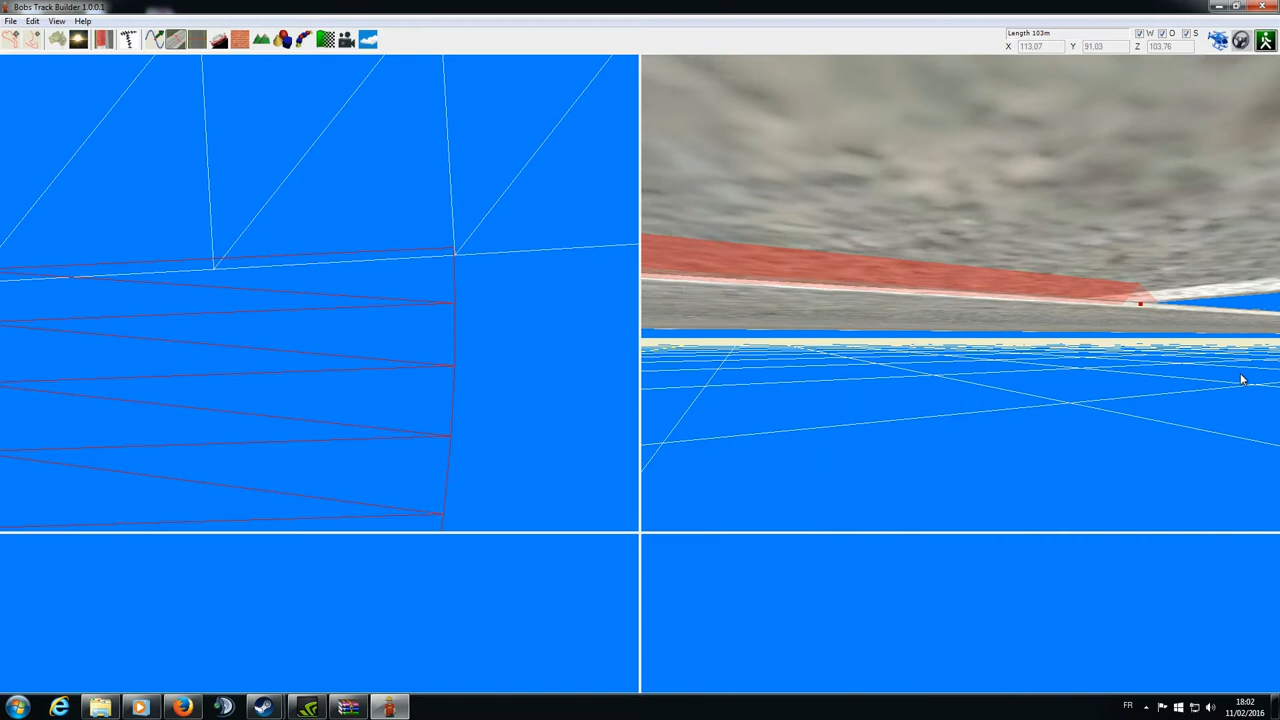 Bobs Track Builder 1.0.0.1
File Edit View Help
Length 103m
W O S
X 113,07 Y 91,03 Z 103,76
FR
18:02
11/02/2016